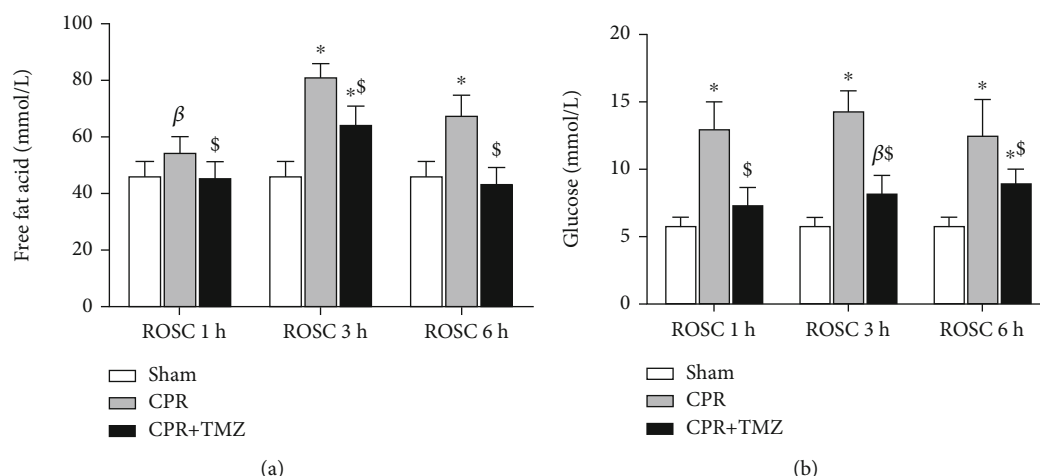 Free fat acid (mmol/L)
100
80
60
40
20
0
β
$
*
*$
*
$
ROSC 1 h
ROSC 3 h
ROSC 6 h
Sham
CPR
CPR+TMZ
(a)
Glucose (mmol/L)
20
15
10
5
0
*
$
*
β$
*
*$
ROSC 1 h
ROSC 3 h
ROSC 6 h
Sham
CPR
CPR+TMZ
(b)